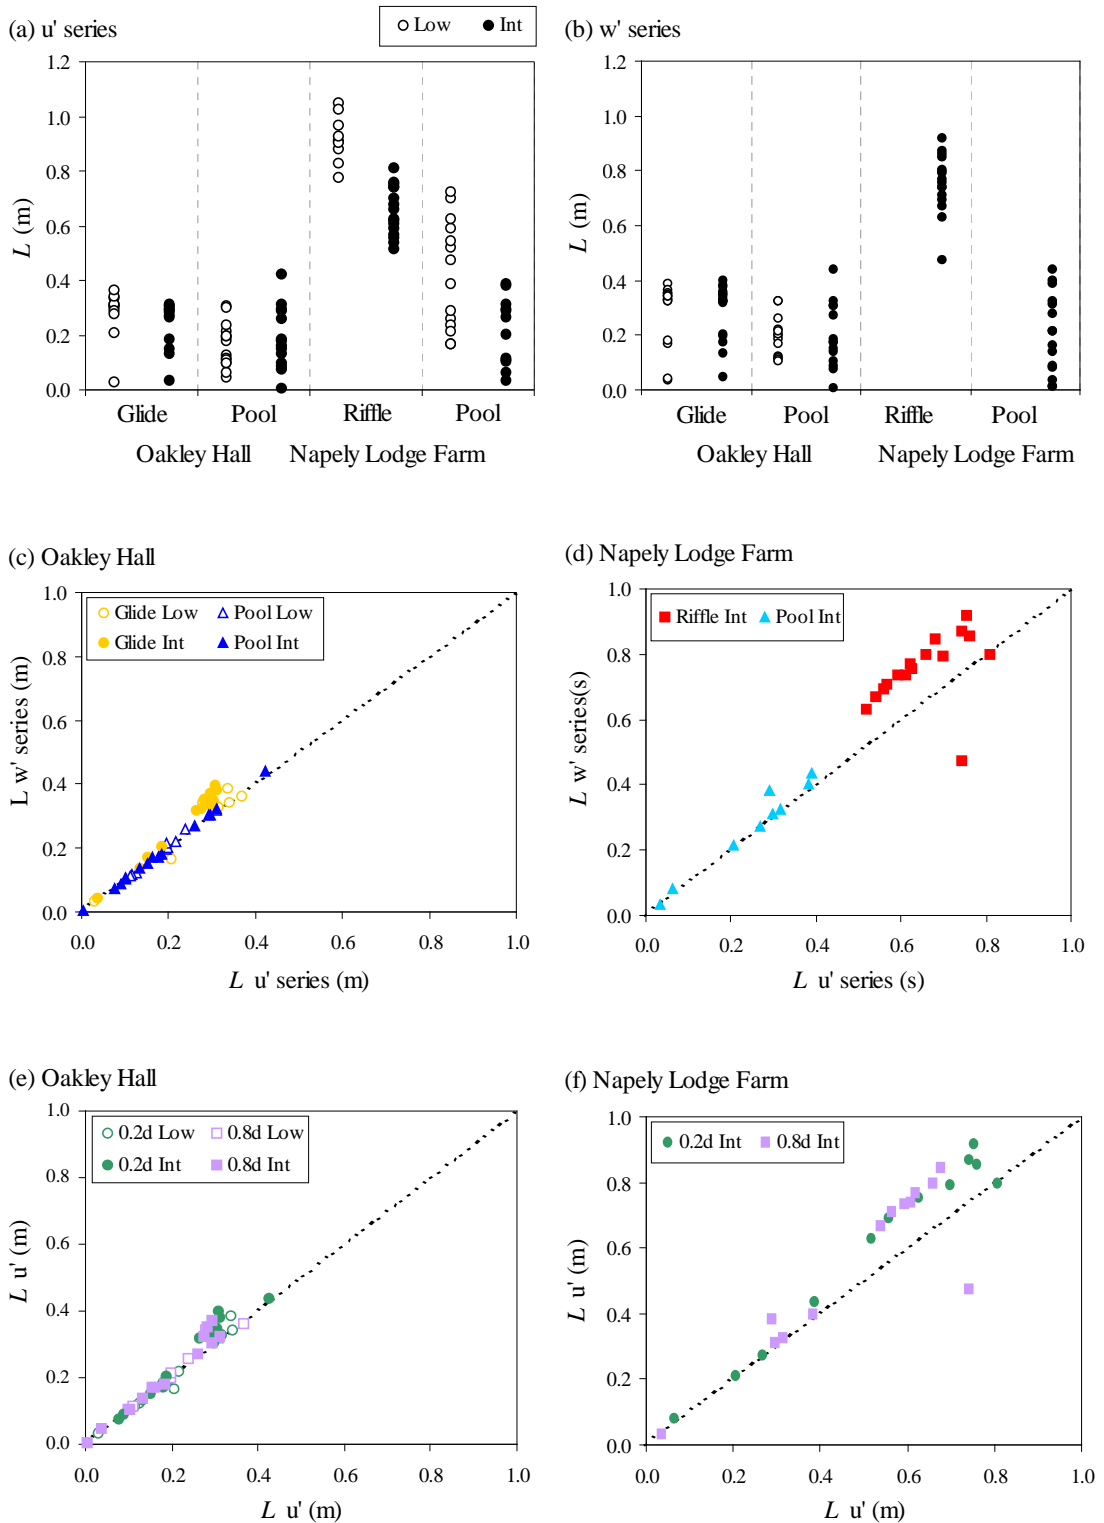 (a) u' series
Low Int
(b) w' series
1.2
1.0
0.8
0.6
0.4
0.2
0.0
L (m)
Glide Pool Riffle Pool
Oakley Hall Napely Lodge Farm
1.2
1.0
0.8
0.6
0.4
0.2
0.0
L (m)
Glide Pool Riffle Pool
Oakley Hall Napely Lodge Farm
(c) Oakley Hall
1.0
0.8
0.6
0.4
0.2
0.0
L w' series (m)
Glide Low Pool Low
Glide Int Pool Int
0.0 0.2 0.4 0.6 0.8 1.0
L u' series (m)
(d) Napely Lodge Farm
1.0
0.8
0.6
0.4
0.2
0.0
L w' series(s)
Riffle Int Pool Int
0.0 0.2 0.4 0.6 0.8 1.0
L u' series (s)
(e) Oakley Hall
1.0
0.8
0.6
0.4
0.2
0.0
L u' (m)
0.2d Low 0.8d Low
0.2d Int 0.8d Int
0.0 0.2 0.4 0.6 0.8 1.0
L u' (m)
(f) Napely Lodge Farm
1.0
0.8
0.6
0.4
0.2
0.0
L u' (m)
0.2d Int 0.8d Int
0.0 0.2 0.4 0.6 0.8 1.0
L u' (m)